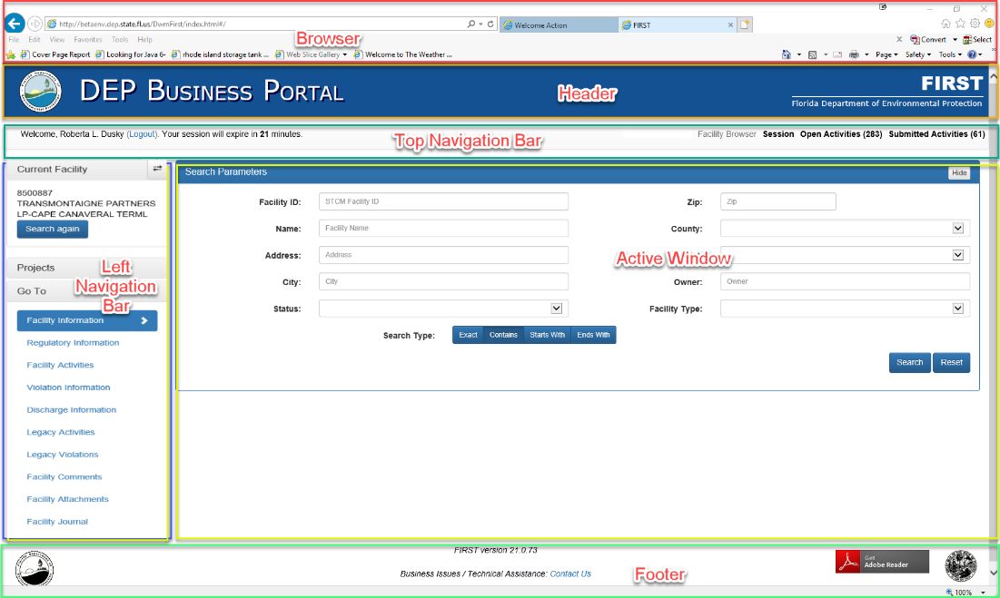 http://betaenv.dep.state.fl.us/DwmFirst/index.html#/
Welcome Action
FIRST
File Edit View Favorites Tools Help
Browser
Convert Select
Cover Page Report Looking for Java 6- rhode island storage tank ... Web Slice Gallery Welcome to The Weather ...
Page Safety Tools
DEP Business Portal
Header
FIRST
Florida Department of Environmental Protection
Welcome, Roberta L. Dusky (Logout). Your session will expire in 21 minutes.
Top Navigation Bar
Facility Browser Session Open Activities (283) Submitted Activities (61)
Current Facility
8500887
TRANSMONTAIGNE PARTNERS
LP-CAPE CANAVERAL TERML
Search again
Projects
Go To
Left
Navigation
Bar
Facility Information
Regulatory Information
Facility Activities
Violation Information
Discharge Information
Legacy Activities
Legacy Violations
Facility Comments
Facility Attachments
Facility Journal
Search Parameters Hide
Facility ID: STCM Facility ID Zip: Zip
Name: Facility Name County:
Address: Address
Active Window
City: City Owner: Owner
Status: Facility Type:
Search Type: Exact Contains Starts With Ends With
Search Reset
FIRST version 21.0.73
Business Issues / Technical Assistance: Contact Us
Footer
Get
Adobe Reader
100%